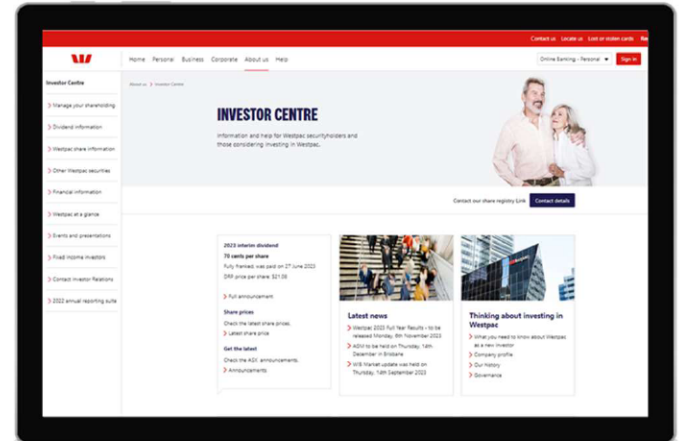 Contact us Locate us Lost or stolen cards
Home Personal Business Corporate About us Help
Online Banking - Personal
Sign in
Investor Centre
About us Investor Centre
Manage your shareholding
Dividend information
Westpac share information
Other Westpac securities
Financial information
Westpac at a glance
Events and presentations
Fixed income investors
Contact Investor Relations
2022 annual reporting suite
INVESTOR CENTRE
Information and help for Westpac securityholders and
those considering investing in Westpac.
Contact our share registry Link
Contact details
2023 interim dividend
70 cents per share
Fully franked, was paid on 27 June 2023
DRP price per share: $21.08
Full announcement
Share prices
Check the latest share prices.
Latest share price
Get the latest
Check the ASX announcements.
Announcements
Latest news
Westpac 2023 Full Year Results - to be
released Monday, 6th November 2023
AGM to be held on Thursday, 14th
December in Brisbane
WIB Market update was held on
Thursday, 14th September 2023
Thinking about investing in
Westpac
What you need to know about Westpac
as a new investor
Company profile
Our history
Governance